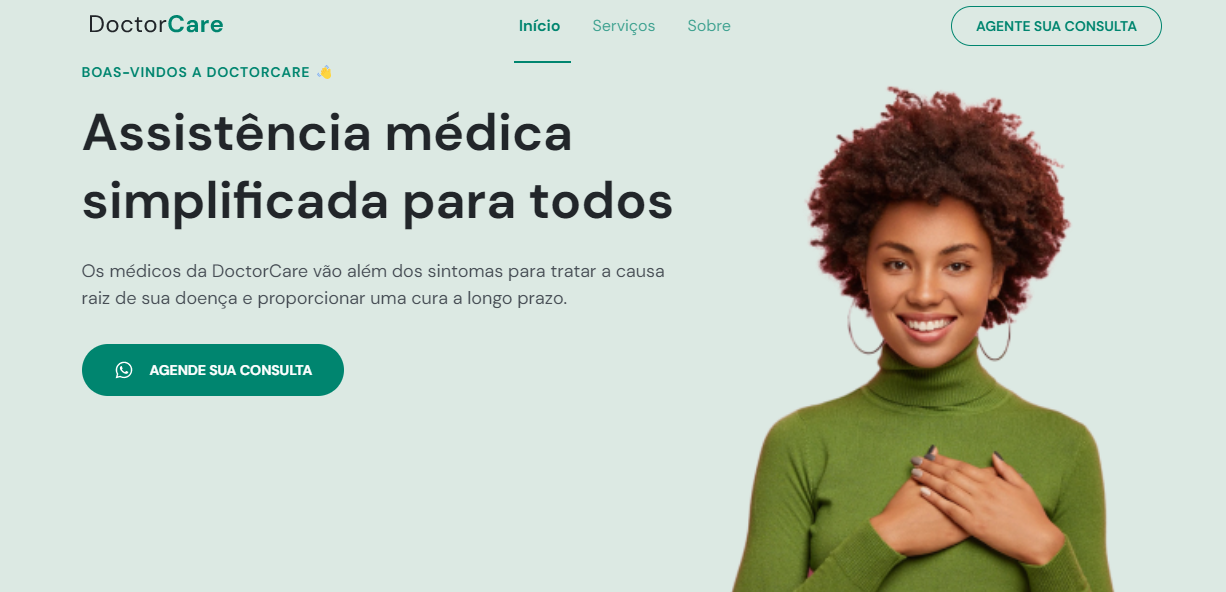 DoctorCare
Início
Serviços
Sobre
AGENTE SUA CONSULTA
BOAS-VINDOS A DOCTORCARE 👋
Assistência médica
simplificada para todos
Os médicos da DoctorCare vão além dos sintomas para tratar a causa
raiz de sua doença e proporcionar uma cura a longo prazo.
AGENDE SUA CONSULTA